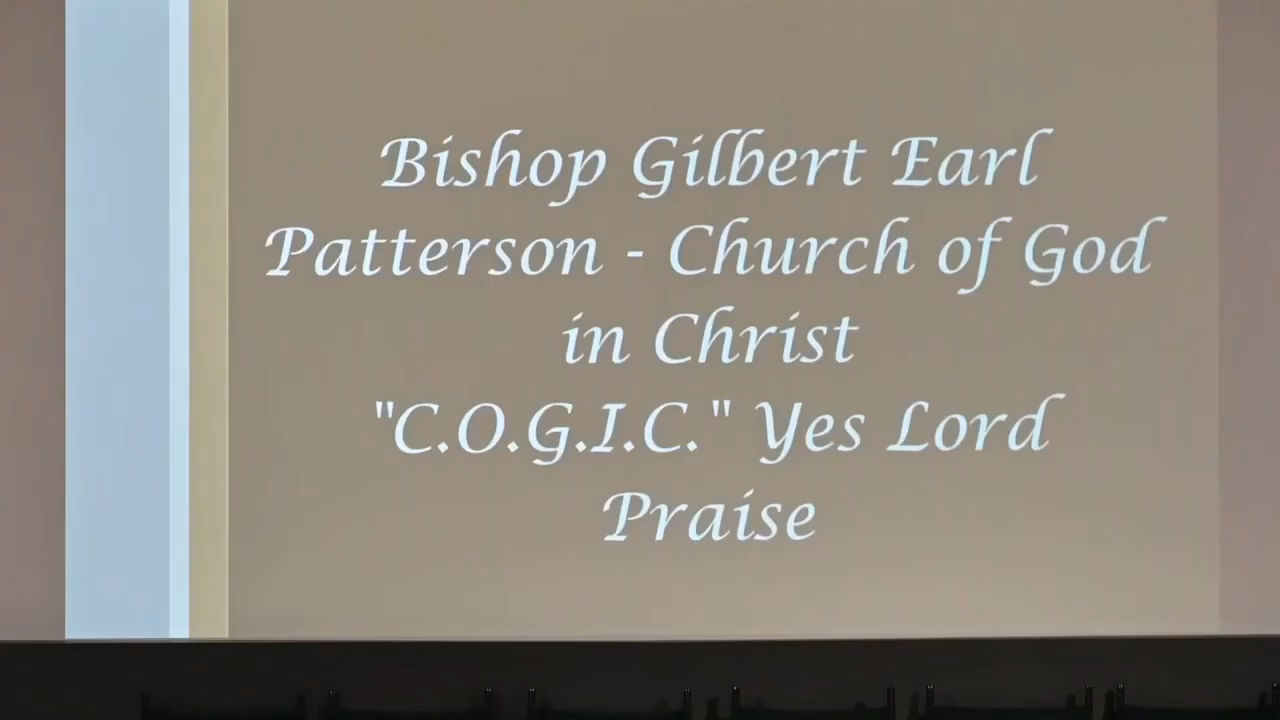 Bishop Gilbert Earl
Patterson - Church of God
in Christ
"C.O.G.I.C." Yes Lord
Praise